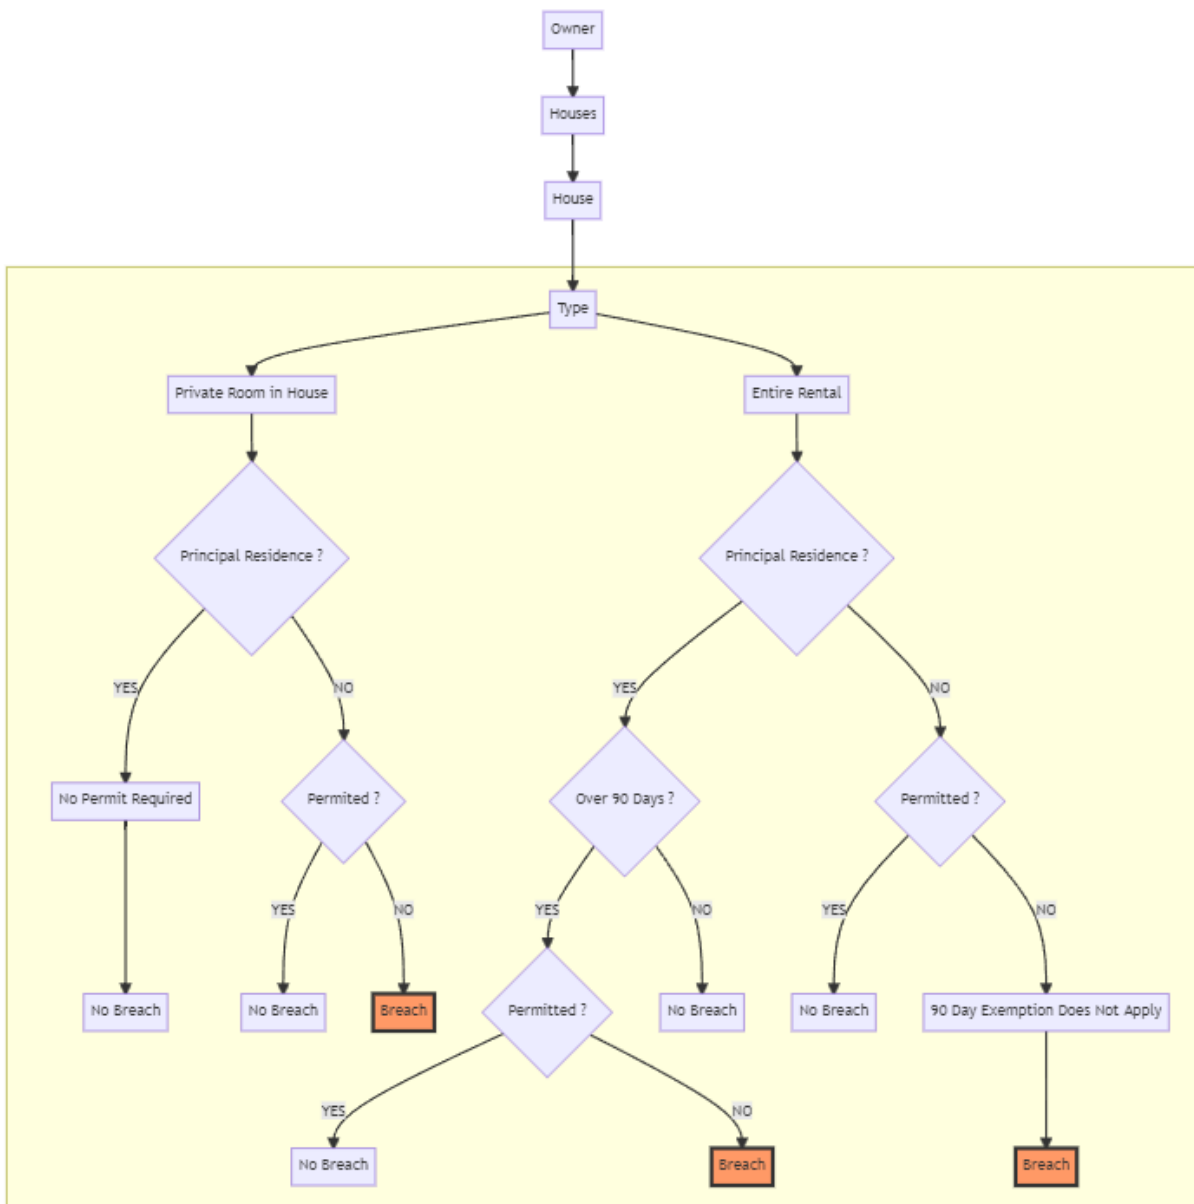 Owner
Houses
House
Type
Private Room in House
Entire Rental
Principal Residence ?
Principal Residence ?
YES
NO
YES
NO
No Permit Required
Permited ?
Over 90 Days ?
Permitted ?
YES
NO
YES
NO
YES
NO
No Breach
No Breach
Breach
Permitted ?
No Breach
No Breach
90 Day Exemption Does Not Apply
YES
NO
No Breach
Breach
Breach